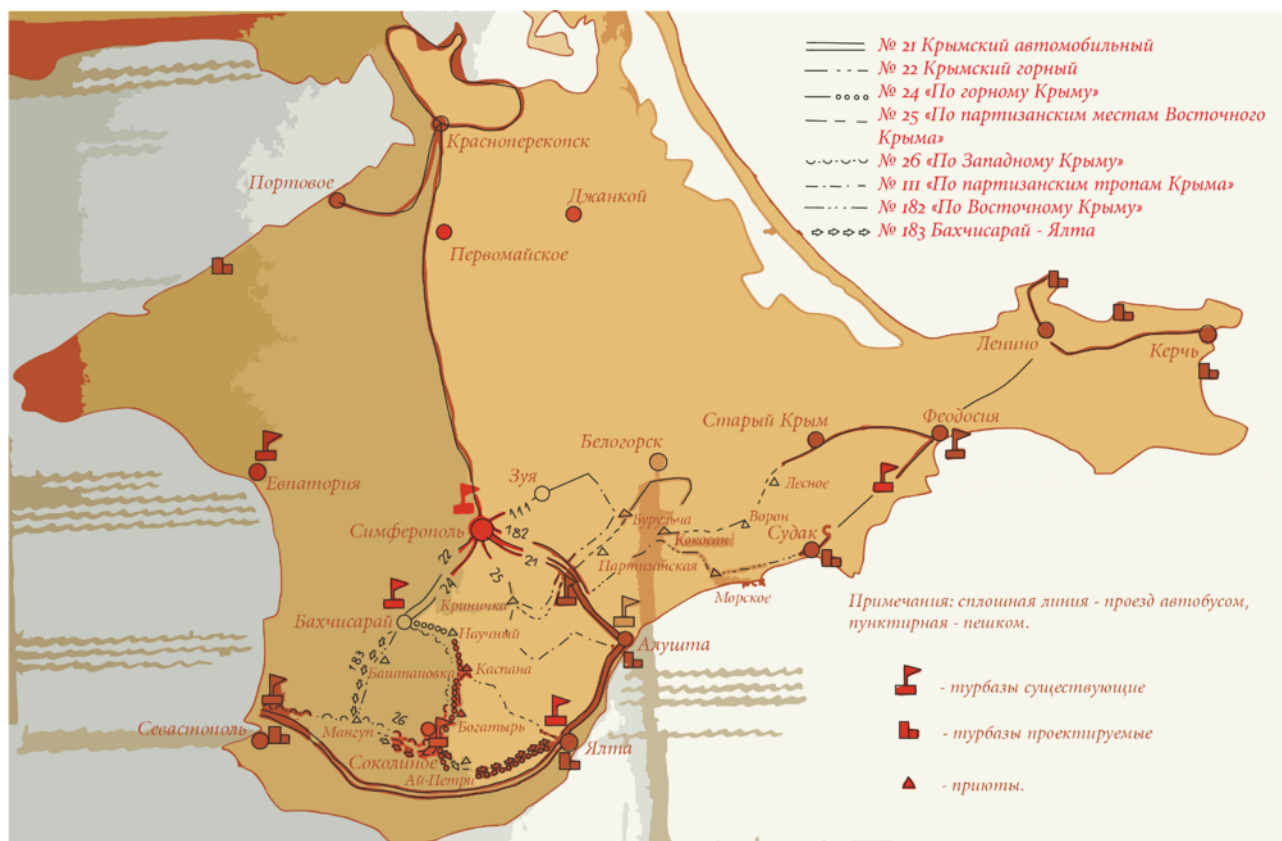 № 21 Крымский автомобильный
№ 22 Крымский горный
№ 24 «По горному Крыму»
№ 25 «По партизанским местам Восточного
Крыма»
№ 26 «По Западному Крыму»
№ 111 «По партизанским тропам Крыма»
№ 182 «По Восточному Крыму»
№ 183 Бахчисарай - Ялта
Красноперекопск
Портовое
Джанкой
Первомайское
Ленино
Керчь
Старый Крым
Феодосия
Белогорск
Евпатория
Зуя
Лесное
111
Бурульча
Ворон
Симферополь
182
Кокосан
Судак
22
21
Партизанская
24
25
Морское
Криничка
Примечания: сплошная линия - проезд автобусом,
пунктирная - пешком.
Бахчисарай
Научный
Алушта
183
Баштановка
Каспана
- турбазы существующие
26
Севастополь
Мангуп
Богатырь
- турбазы проектируемые
Ялта
Соколиное
Ай-Петри
- приюты.